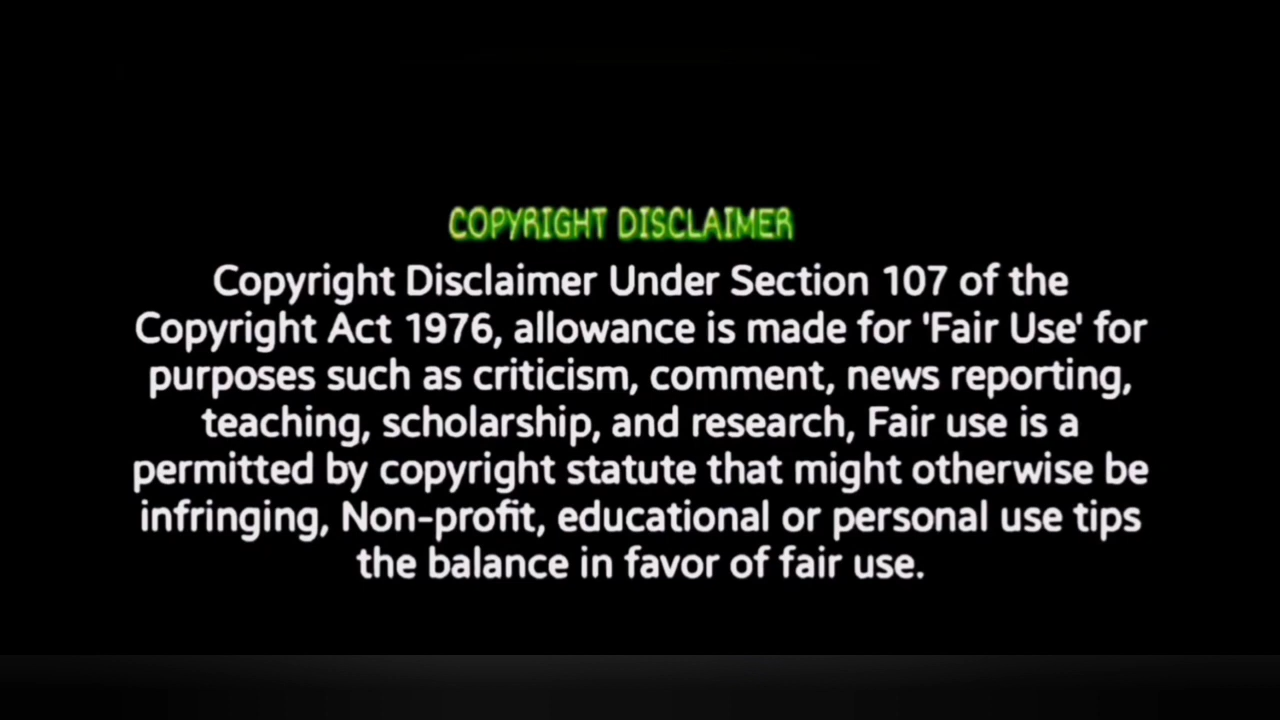 COPYRIGHT DISCLAIMER
Copyright Disclaimer Under Section 107 of the
Copyright Act 1976, allowance is made for 'Fair Use' for
purposes such as criticism, comment, news reporting,
teaching, scholarship, and research, Fair use is a
permitted by copyright statute that might otherwise be
infringing, Non-profit, educational or personal use tips
the balance in favor of fair use.